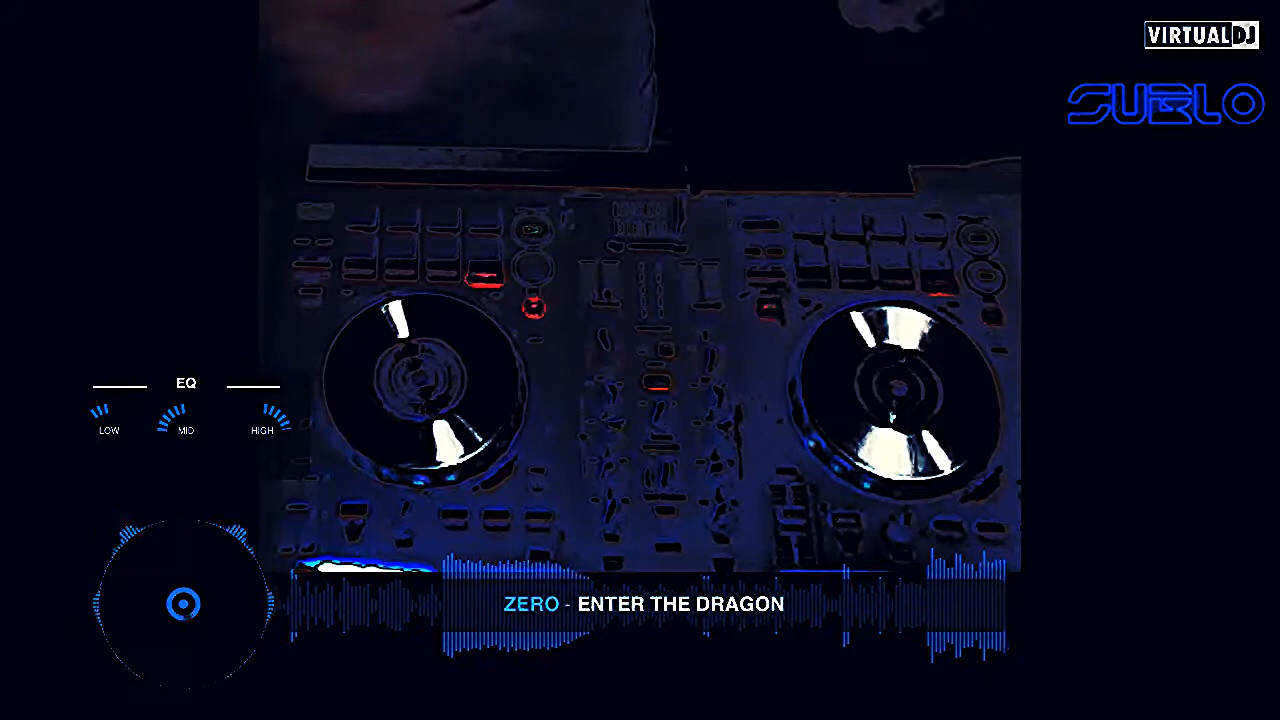 VIRTUALDJ
SUBLO
EQ
LOW MID HIGH
ZERO - ENTER THE DRAGON